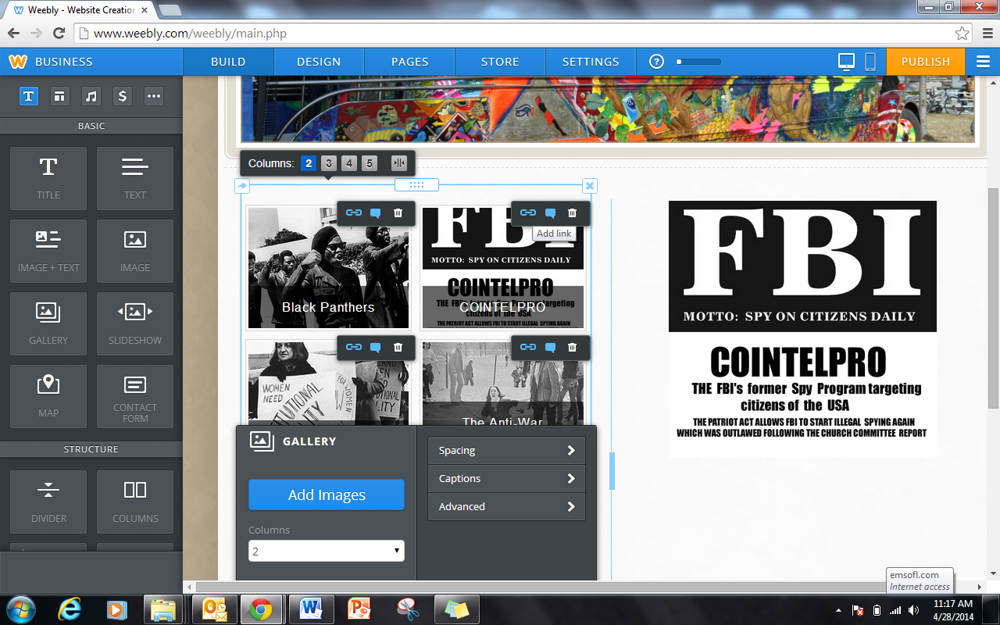 Weebly - Website Creation
www.weebly.com/weebly/main.php
BUSINESS
BUILD
DESIGN
PAGES
STORE
SETTINGS
?
PUBLISH
T
$
BASIC
T
TITLE
TEXT
IMAGE + TEXT
IMAGE
GALLERY
SLIDESHOW
MAP
CONTACT
FORM
STRUCTURE
DIVIDER
COLUMNS
Columns: 2 3 4 5
Black Panthers
FBI
Add link
MOTTO: SPY ON CITIZENS DAILY
COINTELPRO
THE FBI's former Spy Program targeting
COINTELPRO
citizens of the USA
THE PATRIOT ACT ALLOWS FBI TO START ILLEGAL SPYING AGAIN
WOMEN
NEED
FOR WOMEN
The Anti-War
GALLERY
Add Images
Columns
2
Spacing
Captions
Advanced
FBI
MOTTO: SPY ON CITIZENS DAILY
COINTELPRO
THE FBI's former Spy Program targeting
citizens of the USA
THE PATRIOT ACT ALLOWS FBI TO START ILLEGAL SPYING AGAIN
WHICH WAS OUTLAWED FOLLOWING THE CHURCH COMMITTEE REPORT
emsofl.com
Internet access
11:17 AM
4/28/2014